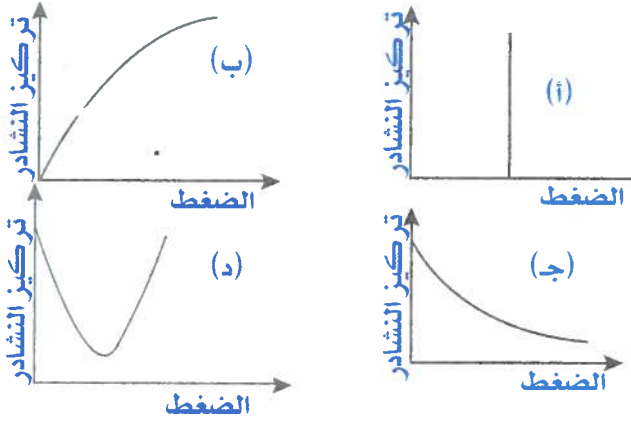 تركيز النشادر
(أ)
الضغط
تركيز النشادر
(ب)
الضغط
تركيز النشادر
(جـ)
الضغط
تركيز النشادر
(د)
الضغط